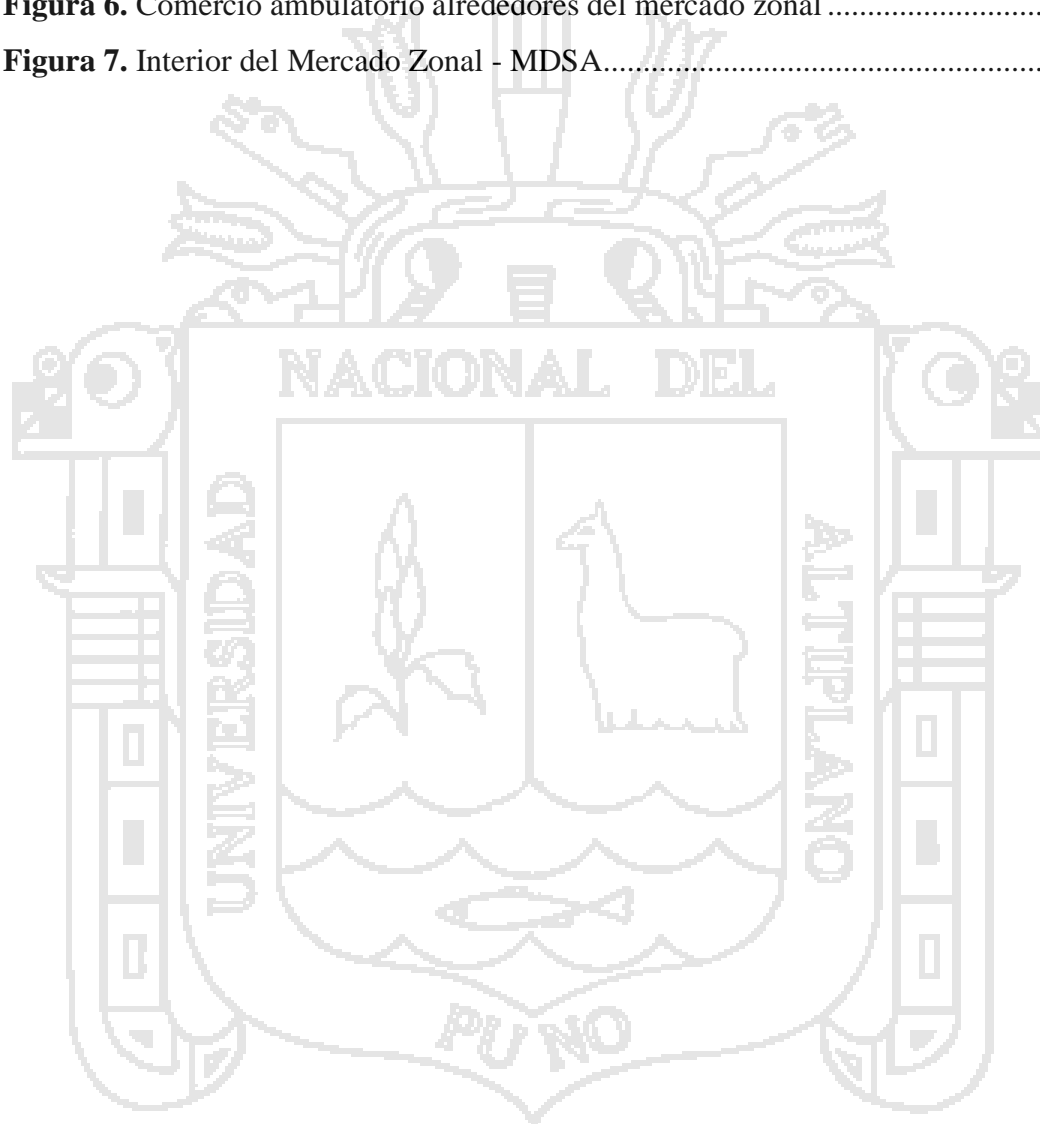 Figura 6. Comercio ambulatorio alrededores del mercado zonal ........................
Figura 7. Interior del Mercado Zonal - MDSA.................................................
NACIONAL DEL
UNIVERSIDAD
ALTIPLANO
PUNO